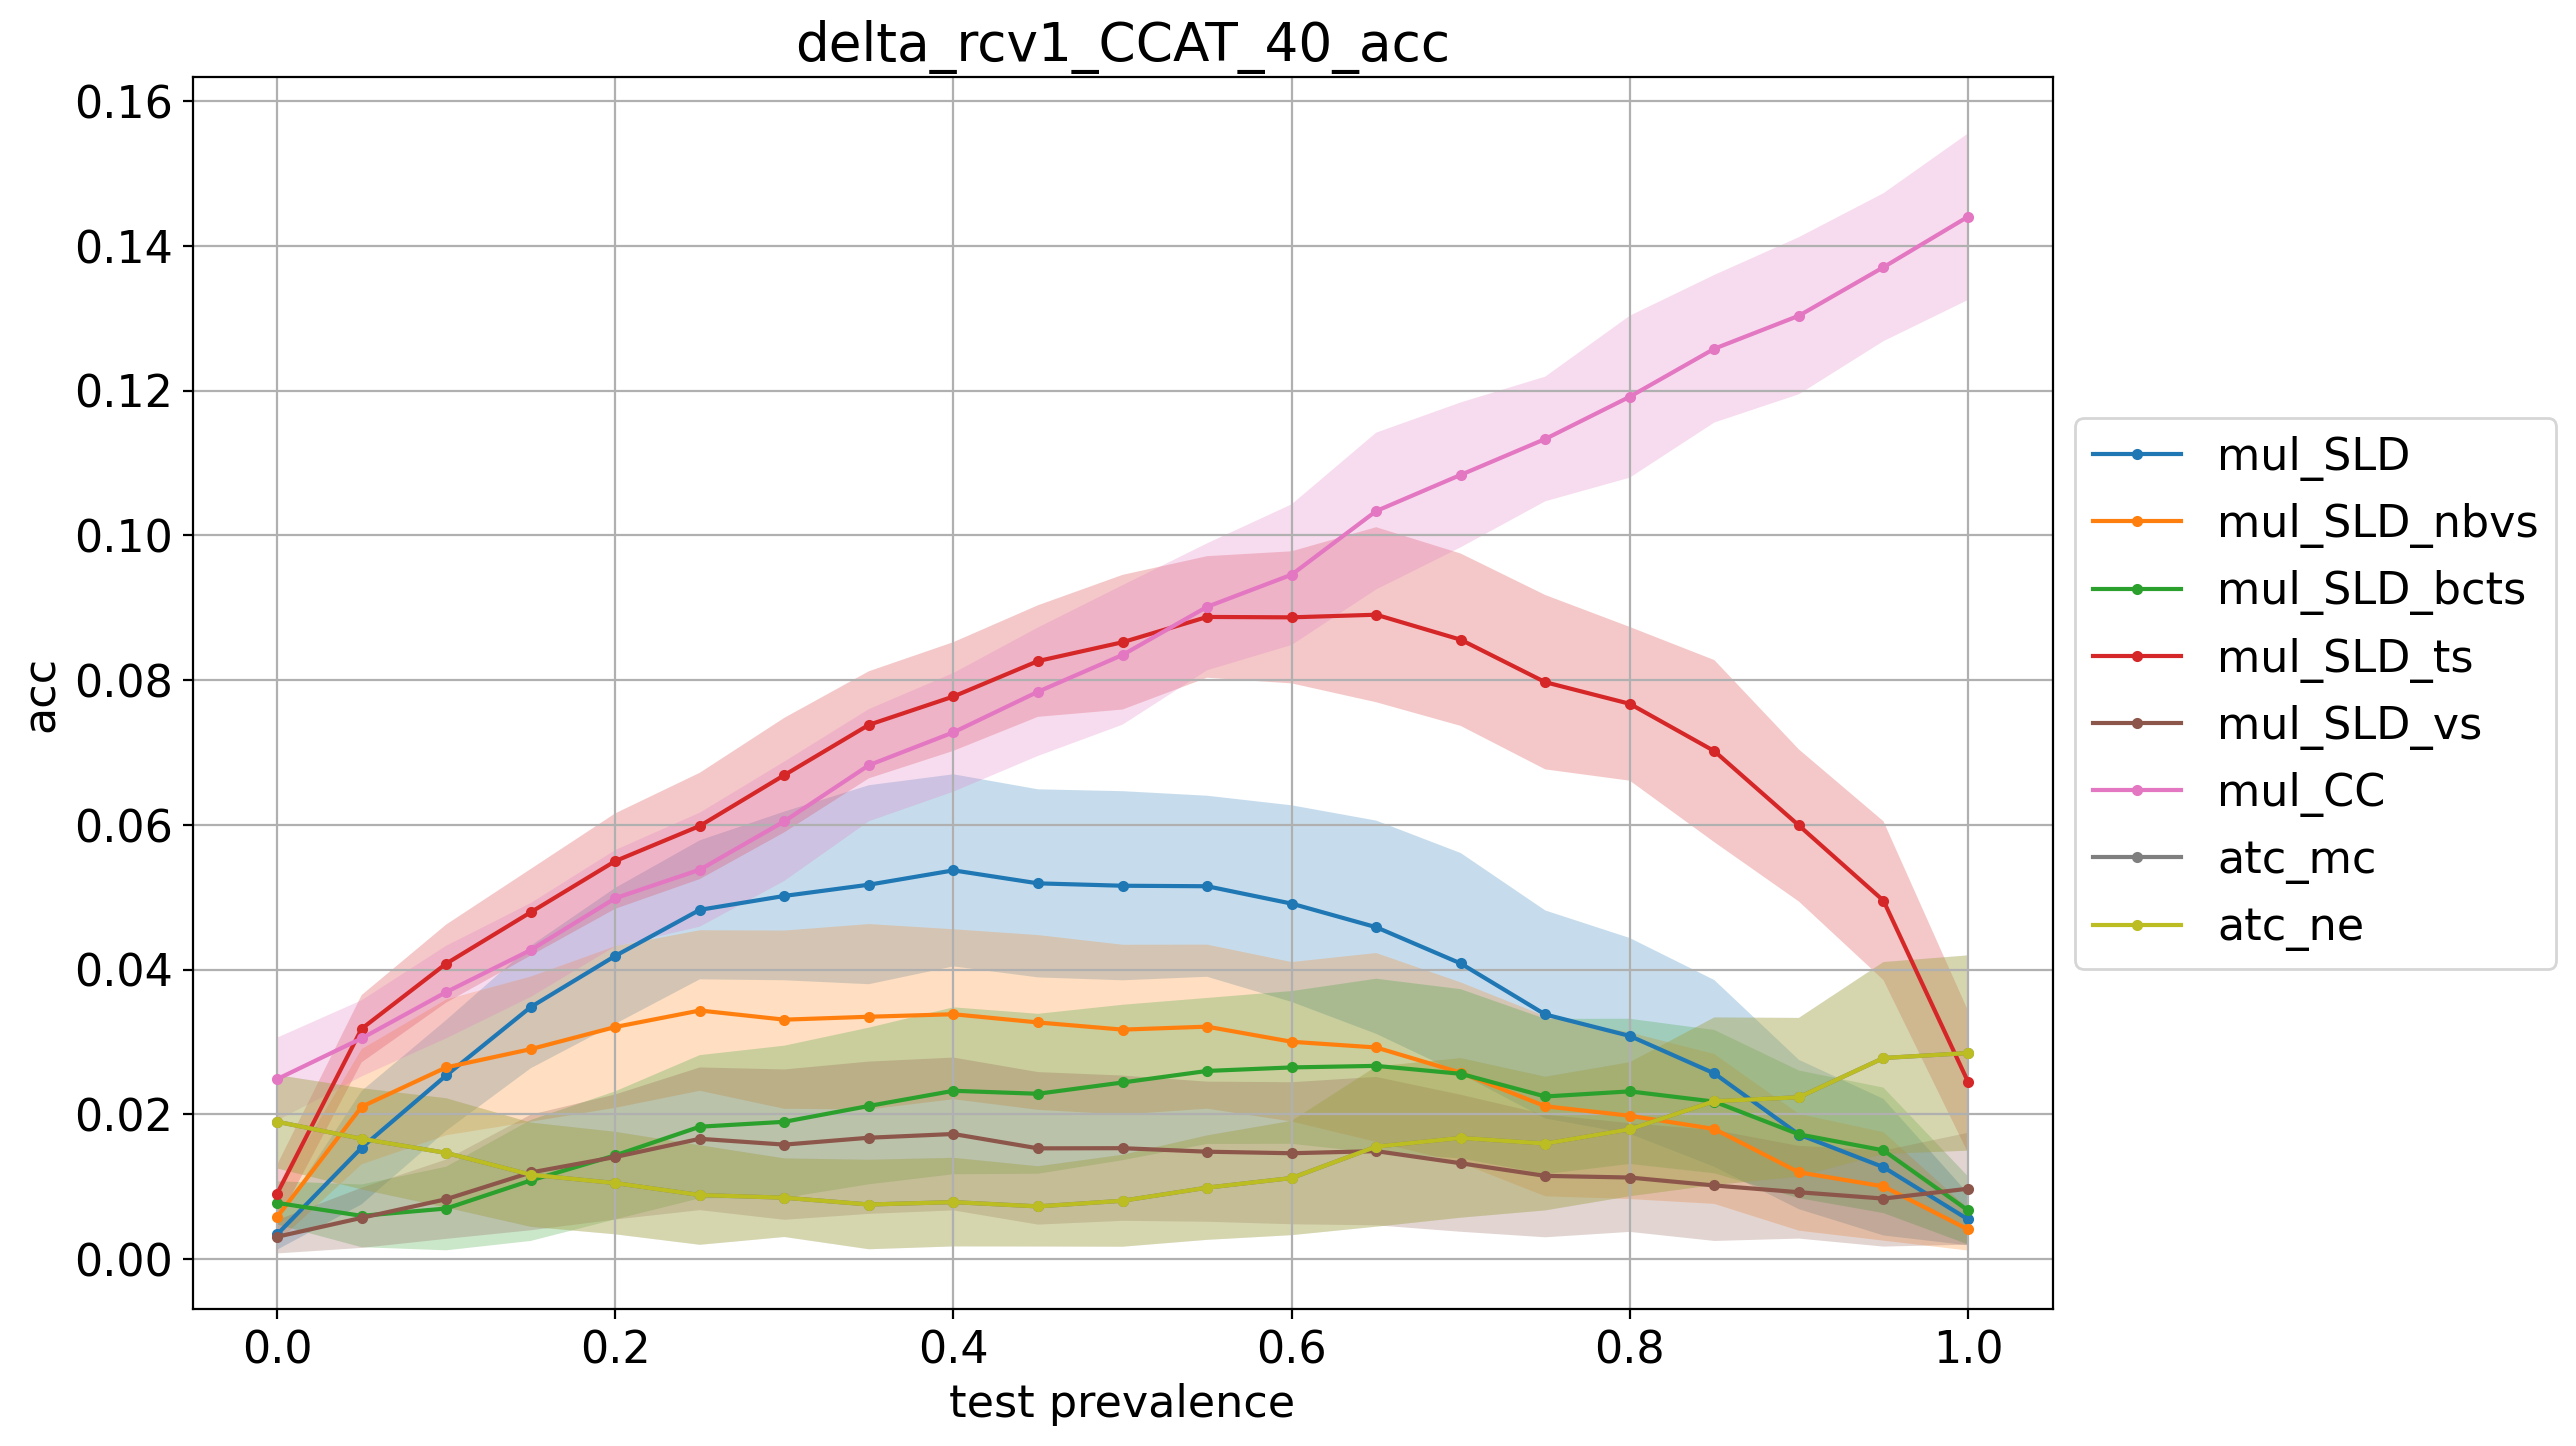 delta_rcv1_CCAT_40_acc
0.16
0.14
0.12
0.10
0.08
0.06
0.04
0.02
0.00
acc
0.0 0.2 0.4 0.6 0.8 1.0
test prevalence
mul_SLD
mul_SLD_nbvs
mul_SLD_bcts
mul_SLD_ts
mul_SLD_vs
mul_CC
atc_mc
atc_ne